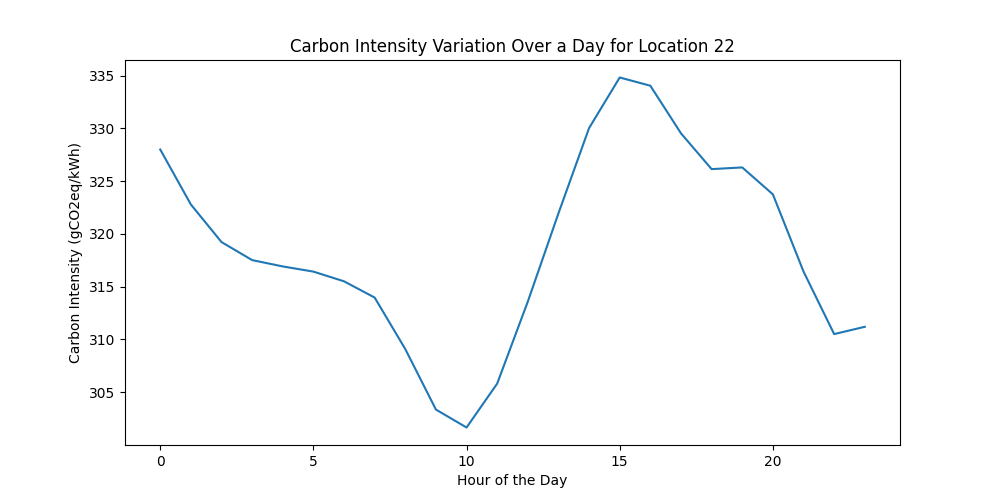 Carbon Intensity Variation Over a Day for Location 22
Carbon Intensity (gCO2eq/kWh)
335
330
325
320
315
310
305
0 5 10 15 20
Hour of the Day